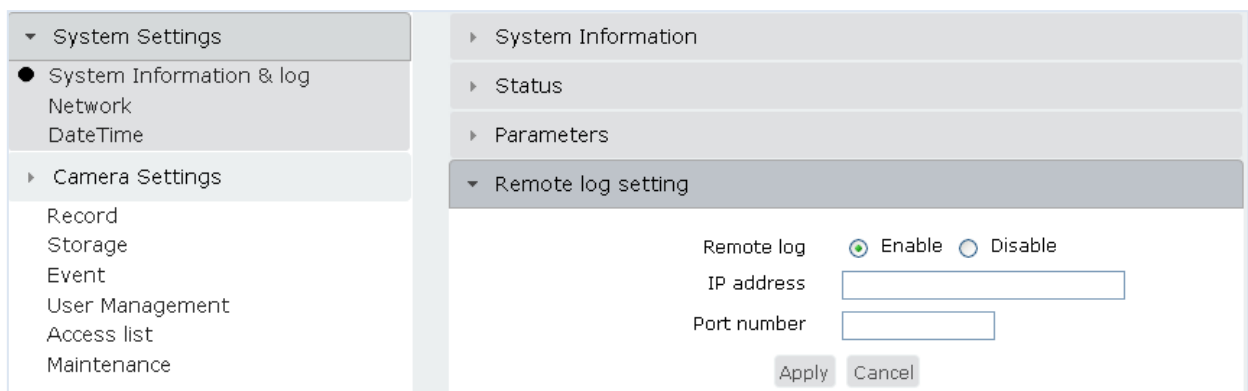 System Settings
System Information & log
Network
DateTime
Camera Settings
Record
Storage
Event
User Management
Access list
Maintenance
System Information
Status
Parameters
Remote log setting
Remote log Enable Disable
IP address
Port number
Apply Cancel